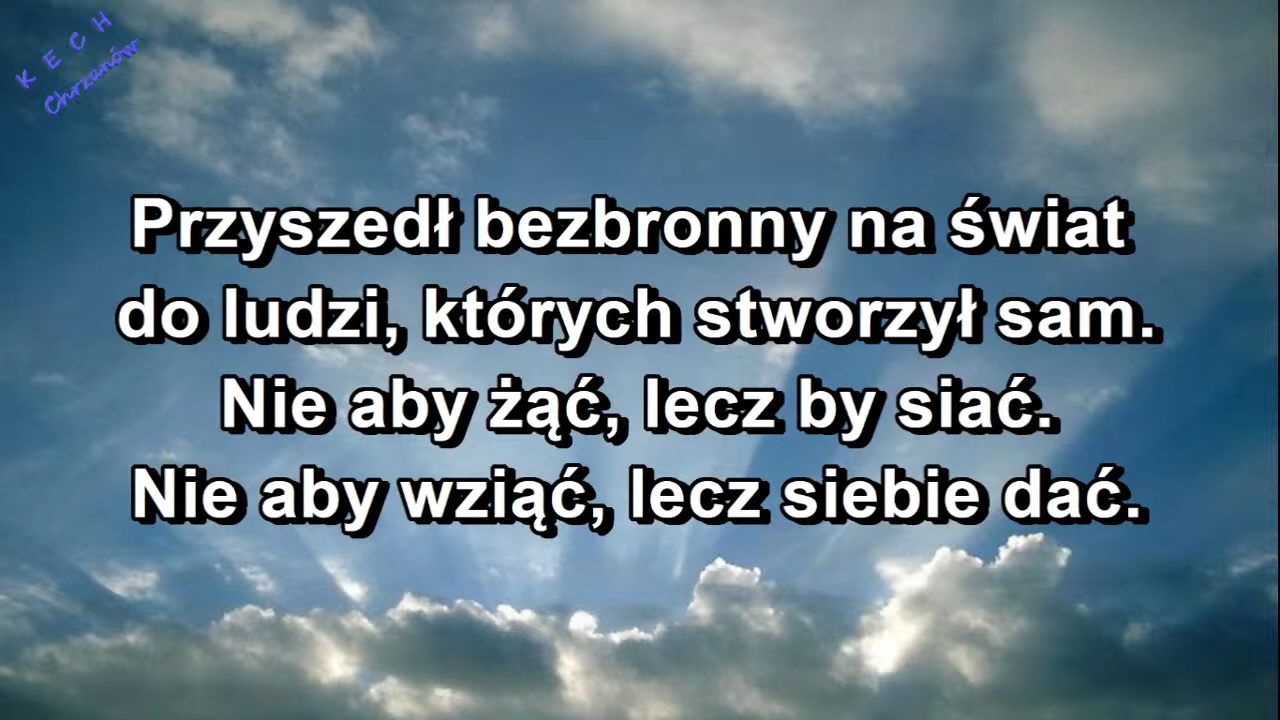 K E C H
Chrzanów
Przyszedł bezbronny na świat
do ludzi, których stworzył sam.
Nie aby żąć, lecz by siać.
Nie aby wziąć, lecz siebie dać.